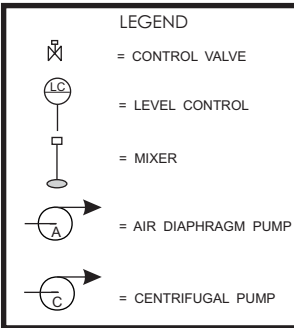 LEGEND
= CONTROL VALVE
LC
= LEVEL CONTROL
= MIXER
A
= AIR DIAPHRAGM PUMP
C
= CENTRIFUGAL PUMP